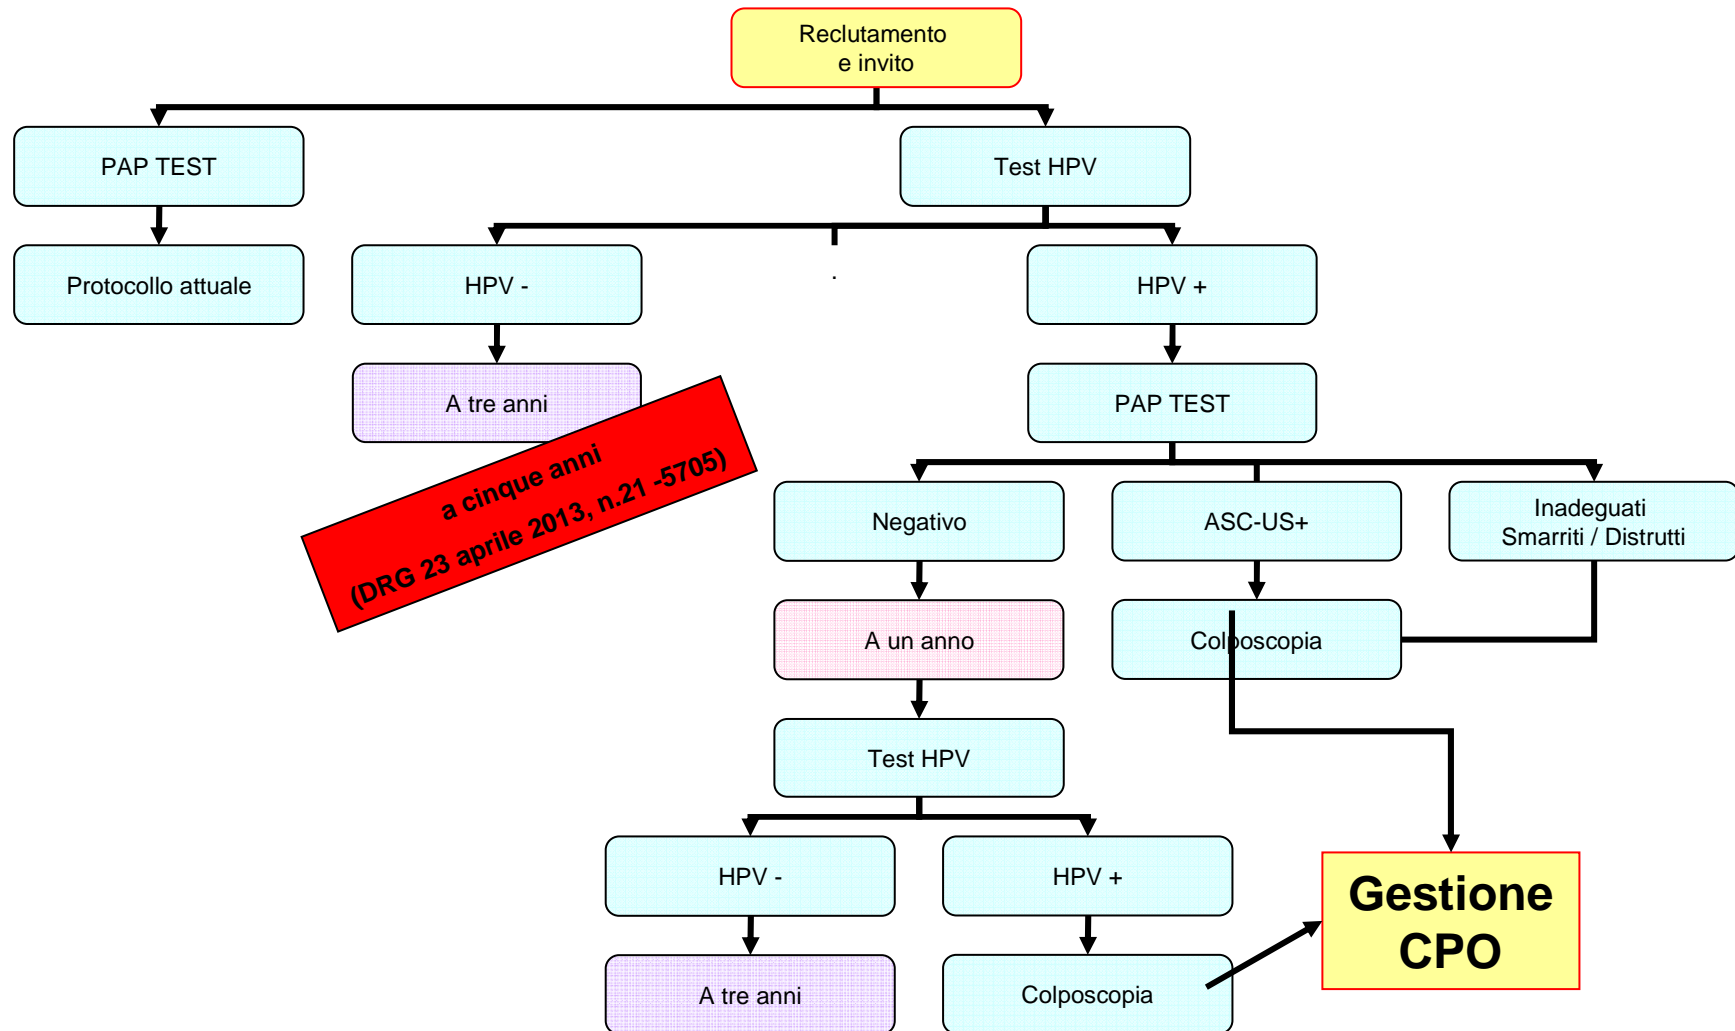 Reclutamento
e invito
PAP TEST
Test HPV
Protocollo attuale
HPV -
.
HPV +
A tre anni
PAP TEST
a cinque anni
(DRG 23 aprile 2013, n.21 -5705)
Negativo
ASC-US+
Inadeguati
Smarriti / Distrutti
A un anno
Colposcopia
Test HPV
HPV -
HPV +
Gestione
CPO
A tre anni
Colposcopia